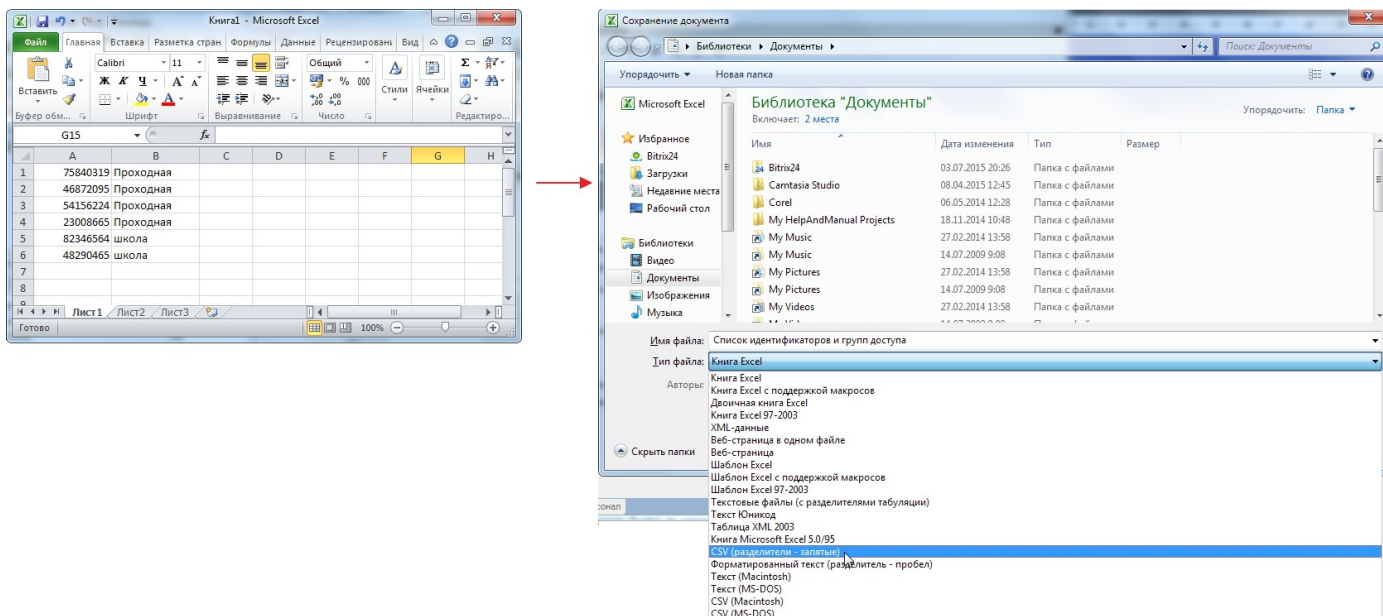 Книга1 - Microsoft Excel
Файл Главная Вставка Разметка стран Формулы Данные Рецензировани Вид
Calibri 11 Общий
Ж К Ч A A % 000
Вставить Стили Ячейки
Буфер обм... Шрифт Выравнивание Число Редактиро...
G15 fx
A B C D E F G H
1 75840319 Проходная
2 46872095 Проходная
3 54156224 Проходная
4 23008665 Проходная
5 82346564 школа
6 48290465 школа
7
8
9
Лист1 Лист2 Лист3
Готово 100%
Сохранение документа
Библиотеки Документы Поиск: Документы
Упорядочить Новая папка
Microsoft Excel
Избранное
Bitrix24
Загрузки
Недавние места
Рабочий стол
Библиотеки
Видео
Документы
Изображения
Музыка
Библиотека "Документы"
Включает: 2 места
Упорядочить: Папка
Имя Дата изменения Тип Размер
Bitrix24 03.07.2015 20:26 Папка с файлами
Camtasia Studio 08.04.2015 12:45 Папка с файлами
Corel 06.05.2014 12:28 Папка с файлами
My HelpAndManual Projects 18.11.2014 10:48 Папка с файлами
My Music 27.02.2014 13:58 Папка с файлами
My Music 14.07.2009 9:08 Папка с файлами
My Pictures 27.02.2014 13:58 Папка с файлами
My Pictures 14.07.2009 9:08 Папка с файлами
My Videos 27.02.2014 13:58 Папка с файлами
Имя файла: Список идентификаторов и групп доступа
Тип файла: Книга Excel
Авторы:
Книга Excel
Книга Excel с поддержкой макросов
Двоичная книга Excel
Книга Excel 97-2003
XML-данные
Веб-страница в одном файле
Веб-страница
Шаблон Excel
Шаблон Excel с поддержкой макросов
Шаблон Excel 97-2003
Текстовые файлы (с разделителями табуляции)
Текст Юникод
Таблица XML 2003
Книга Microsoft Excel 5.0/95
CSV (разделители - запятые)
Форматированный текст (разделитель - пробел)
Текст (Macintosh)
Текст (MS-DOS)
CSV (Macintosh)
CSV (MS-DOS)
Скрыть папки
сонал